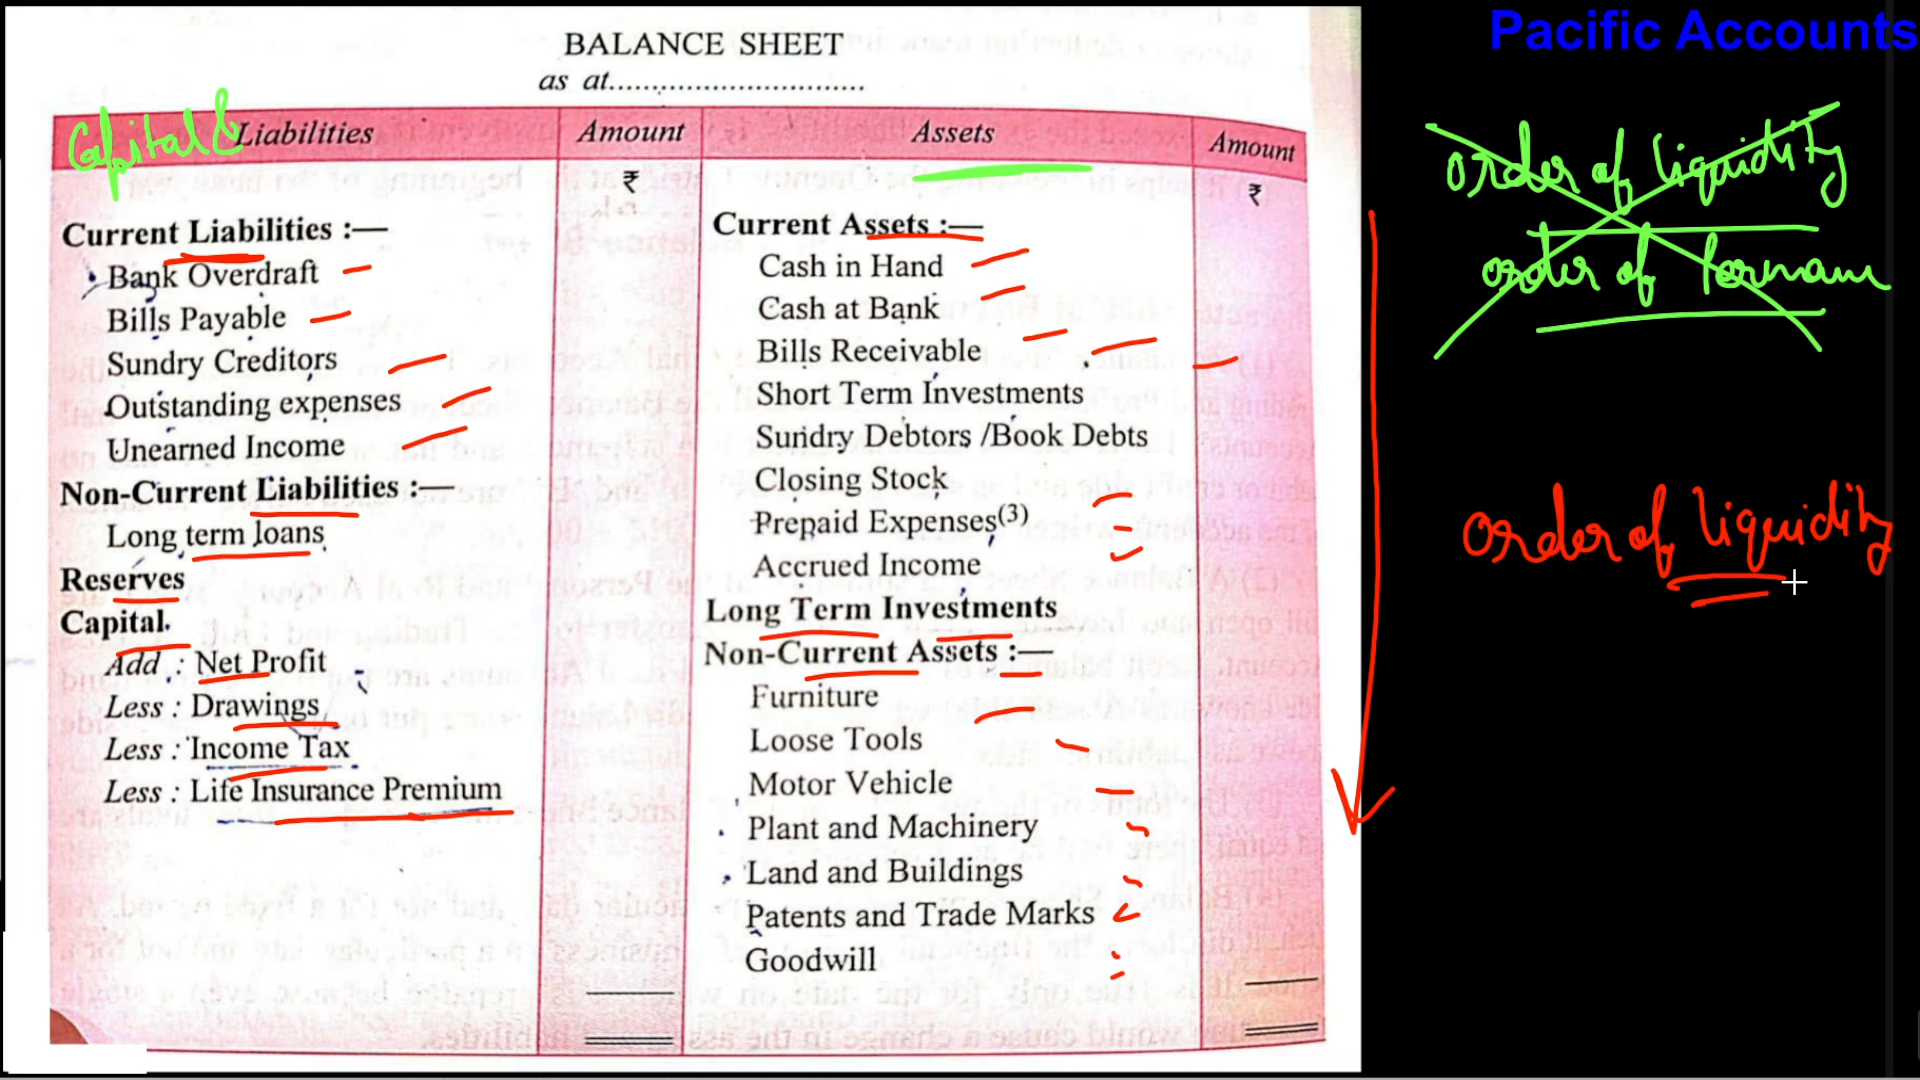 Pacific Accounts
BALANCE SHEET
as at............................
Capital & Liabilities
Amount
Assets
Amount
₹
₹
Current Liabilities :—
Bank Overdraft
Bills Payable
Sundry Creditors
Outstanding expenses
Unearned Income
Non-Current Liabilities :—
Long term loans
Reserves
Capital.
Add : Net Profit
Less : Drawings
Less : Income Tax
Less : Life Insurance Premium
Current Assets :—
Cash in Hand
Cash at Bank
Bills Receivable
Short Term Investments
Sundry Debtors /Book Debts
Closing Stock
Prepaid Expenses(3)
Accrued Income
Long Term Investments
Non-Current Assets :—
Furniture
Loose Tools
Motor Vehicle
Plant and Machinery
Land and Buildings
Patents and Trade Marks
Goodwill
order of liquidity
order of
order of liquidity